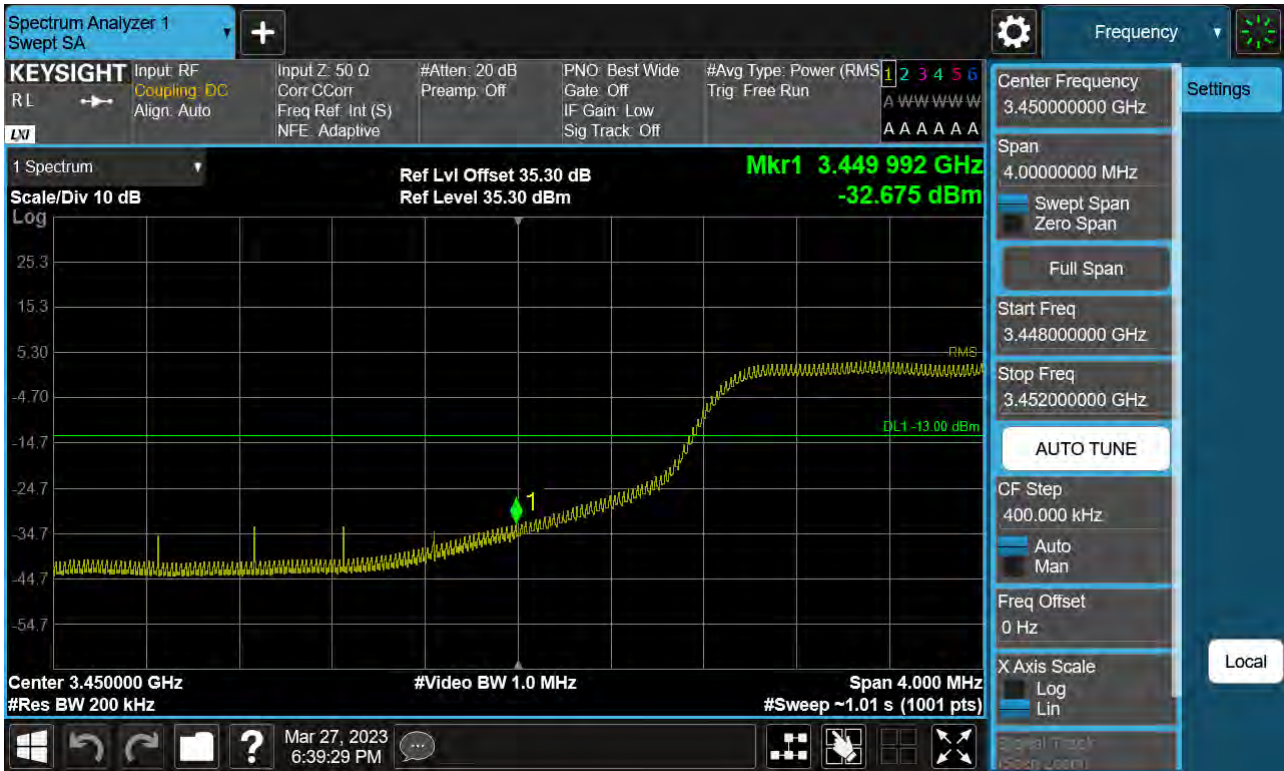 Spectrum Analyzer 1
Swept SA
+
Frequency
KEYSIGHT
RL
LXI
Input: RF
Coupling: DC
Align: Auto
Input Z: 50 Ω
Corr CCorr
Freq Ref: Int (S)
NFE: Adaptive
#Atten: 20 dB
Preamp: Off
PNO: Best Wide
Gate: Off
IF Gain: Low
Sig Track: Off
#Avg Type: Power (RMS
Trig: Free Run
1 2 3 4 5 6
A W W W W W
A A A A A A
1 Spectrum
Scale/Div 10 dB
Log
Ref Lvl Offset 35.30 dB
Ref Level 35.30 dBm
Mkr1 3.449 992 GHz
-32.675 dBm
25.3
15.3
5.30
-4.70
-14.7
-24.7
-34.7
-44.7
-54.7
RMS
DL1 -13.00 dBm
1
Center 3.450000 GHz
#Res BW 200 kHz
#Video BW 1.0 MHz
Span 4.000 MHz
#Sweep ~1.01 s (1001 pts)
Center Frequency
3.450000000 GHz
Span
4.00000000 MHz
Swept Span
Zero Span
Full Span
Start Freq
3.448000000 GHz
Stop Freq
3.452000000 GHz
AUTO TUNE
CF Step
400.000 kHz
Auto
Man
Freq Offset
0 Hz
X Axis Scale
Log
Lin
Signal Track
(Span Zoom)
Settings
Local
?
Mar 27, 2023
6:39:29 PM